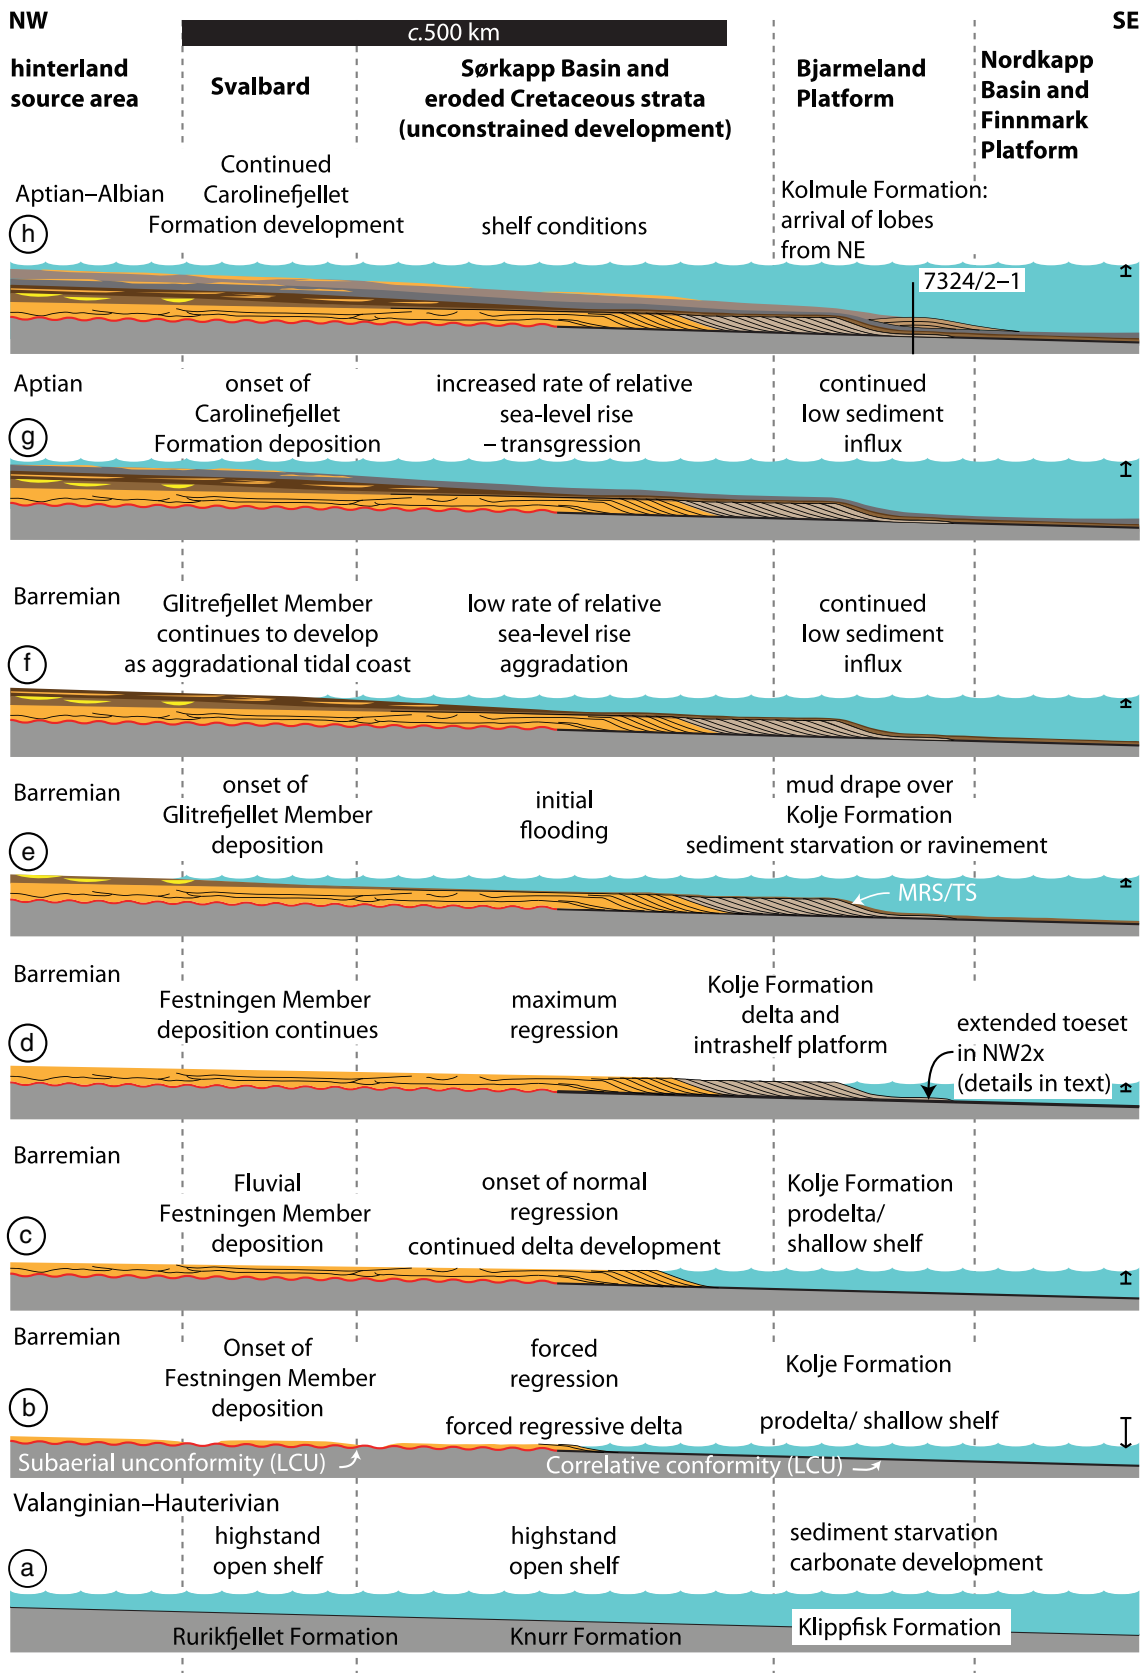 NW
SE
c.500 km
hinterland
source area
Svalbard
Sørkapp Basin and
eroded Cretaceous strata
(unconstrained development)
Bjarmeland
Platform
Nordkapp
Basin and
Finnmark
Platform
Aptian–Albian
h
Continued
Carolinefjellet
Formation development
shelf conditions
Kolmule Formation:
arrival of lobes
from NE
7324/2–1
Aptian
g
onset of
Carolinefjellet
Formation deposition
increased rate of relative
sea-level rise
– transgression
continued
low sediment
influx
Barremian
f
Glitrefjellet Member
continues to develop
as aggradational tidal coast
low rate of relative
sea-level rise
aggradation
continued
low sediment
influx
Barremian
e
onset of
Glitrefjellet Member
deposition
initial
flooding
mud drape over
Kolje Formation
sediment starvation or ravinement
MRS/TS
Barremian
d
Festningen Member
deposition continues
maximum
regression
Kolje Formation
delta and
intrashelf platform
extended toeset
in NW2x
(details in text)
Barremian
c
Fluvial
Festningen Member
deposition
onset of normal
regression
continued delta development
Kolje Formation
prodelta/
shallow shelf
Barremian
b
Onset of
Festningen Member
deposition
forced
regression
forced regressive delta
Kolje Formation
prodelta/ shallow shelf
Subaerial unconformity (LCU)
Correlative conformity (LCU)
Valanginian–Hauterivian
a
highstand
open shelf
highstand
open shelf
sediment starvation
carbonate development
Rurikfjellet Formation
Knurr Formation
Klippfisk Formation